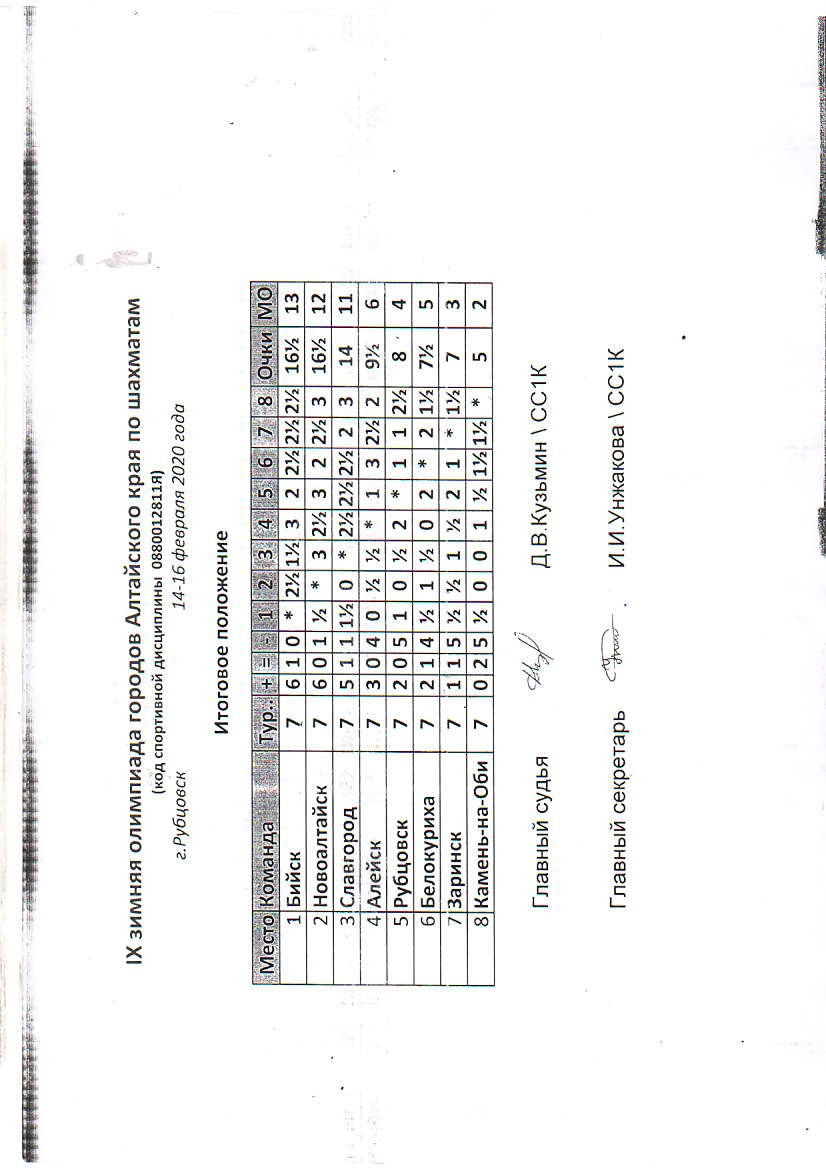 IX зимняя олимпиада городов Алтайского края по шахматам
(код спортивной дисциплины 0880012811Я)
г.Рубцовск 14-16 февраля 2020 года
Итоговое положение
Место Команда Тур.. + = - 1 2 3 4 5 6 7 8 Очки МО
1 Бийск 7 6 1 0 * 2½ 1½ 3 2 2½ 2½ 2½ 16½ 13
2 Новоалтайск 7 6 0 1 ½ * 3 2½ 3 2 2½ 3 16½ 12
3 Славгород 7 5 1 1 1½ 0 * 2½ 2½ 2½ 2 3 14 11
4 Алейск 7 3 0 4 0 ½ ½ * 1 3 2½ 2 9½ 6
5 Рубцовск 7 2 0 5 1 0 ½ 2 * 1 1 2½ 8 4
6 Белокуриха 7 2 1 4 ½ 1 ½ 0 2 * 2 1½ 7½ 5
7 Заринск 7 1 1 5 ½ ½ 1 ½ 2 1 * 1½ 7 3
8 Камень-на-Оби 7 0 2 5 ½ 0 0 1 ½ 1½ 1½ * 5 2
Главный судья Д.В.Кузьмин \ СС1К
Главный секретарь И.И.Унжакова \ СС1К